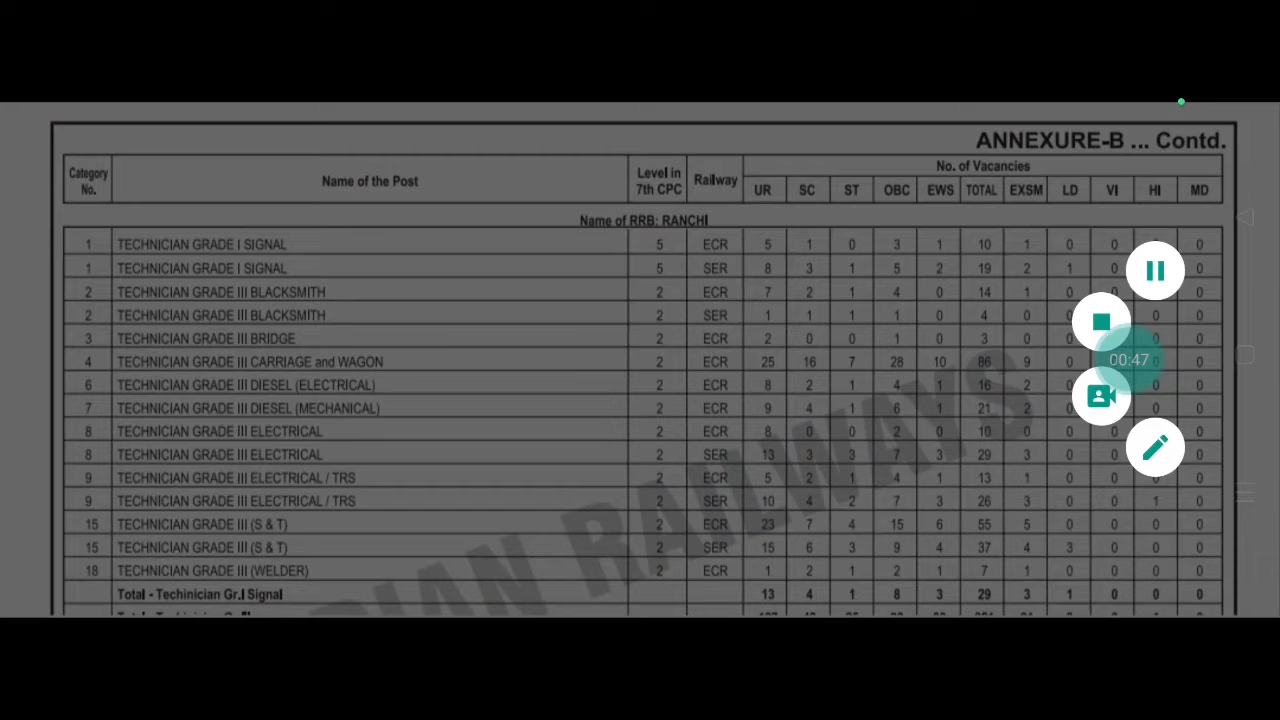 ANNEXURE-B ... Contd.
Category No. Name of the Post Level in 7th CPC Railway No. of Vacancies
UR SC ST OBC EWS TOTAL EXSM LD VI HI MD
Name of RRB: RANCHI
1 TECHNICIAN GRADE I SIGNAL 5 ECR 5 1 0 3 1 10 1 0 0 0
1 TECHNICIAN GRADE I SIGNAL 5 SER 8 3 1 5 2 19 2 1 0 0
2 TECHNICIAN GRADE III BLACKSMITH 2 ECR 7 2 1 4 0 14 1 0 0
2 TECHNICIAN GRADE III BLACKSMITH 2 SER 1 1 1 1 0 4 0 0
3 TECHNICIAN GRADE III BRIDGE 2 ECR 2 0 0 1 0 3 0 0
4 TECHNICIAN GRADE III CARRIAGE and WAGON 2 ECR 25 16 7 28 10 86 9 0 0 0
6 TECHNICIAN GRADE III DIESEL (ELECTRICAL) 2 ECR 8 2 1 4 1 16 2 0 0
7 TECHNICIAN GRADE III DIESEL (MECHANICAL) 2 ECR 9 4 1 6 1 21 2 0 0
8 TECHNICIAN GRADE III ELECTRICAL 2 ECR 8 0 0 2 0 10 0 0 0
8 TECHNICIAN GRADE III ELECTRICAL 2 SER 13 3 3 7 3 29 3 0 0 0
9 TECHNICIAN GRADE III ELECTRICAL / TRS 2 ECR 5 2 1 4 1 13 1 0 0 0
9 TECHNICIAN GRADE III ELECTRICAL / TRS 2 SER 10 4 2 7 3 26 3 0 0 1 0
15 TECHNICIAN GRADE III (S & T) 2 ECR 23 7 4 15 6 55 5 0 0 0 0
15 TECHNICIAN GRADE III (S & T) 2 SER 15 6 3 9 4 37 4 3 0 0 0
18 TECHNICIAN GRADE III (WELDER) 2 ECR 1 2 1 2 1 7 1 0 0 0 0
Total - Techinician Gr.I Signal 13 4 1 8 3 29 3 1 0 0 0
00:47
IAN RAILWAYS